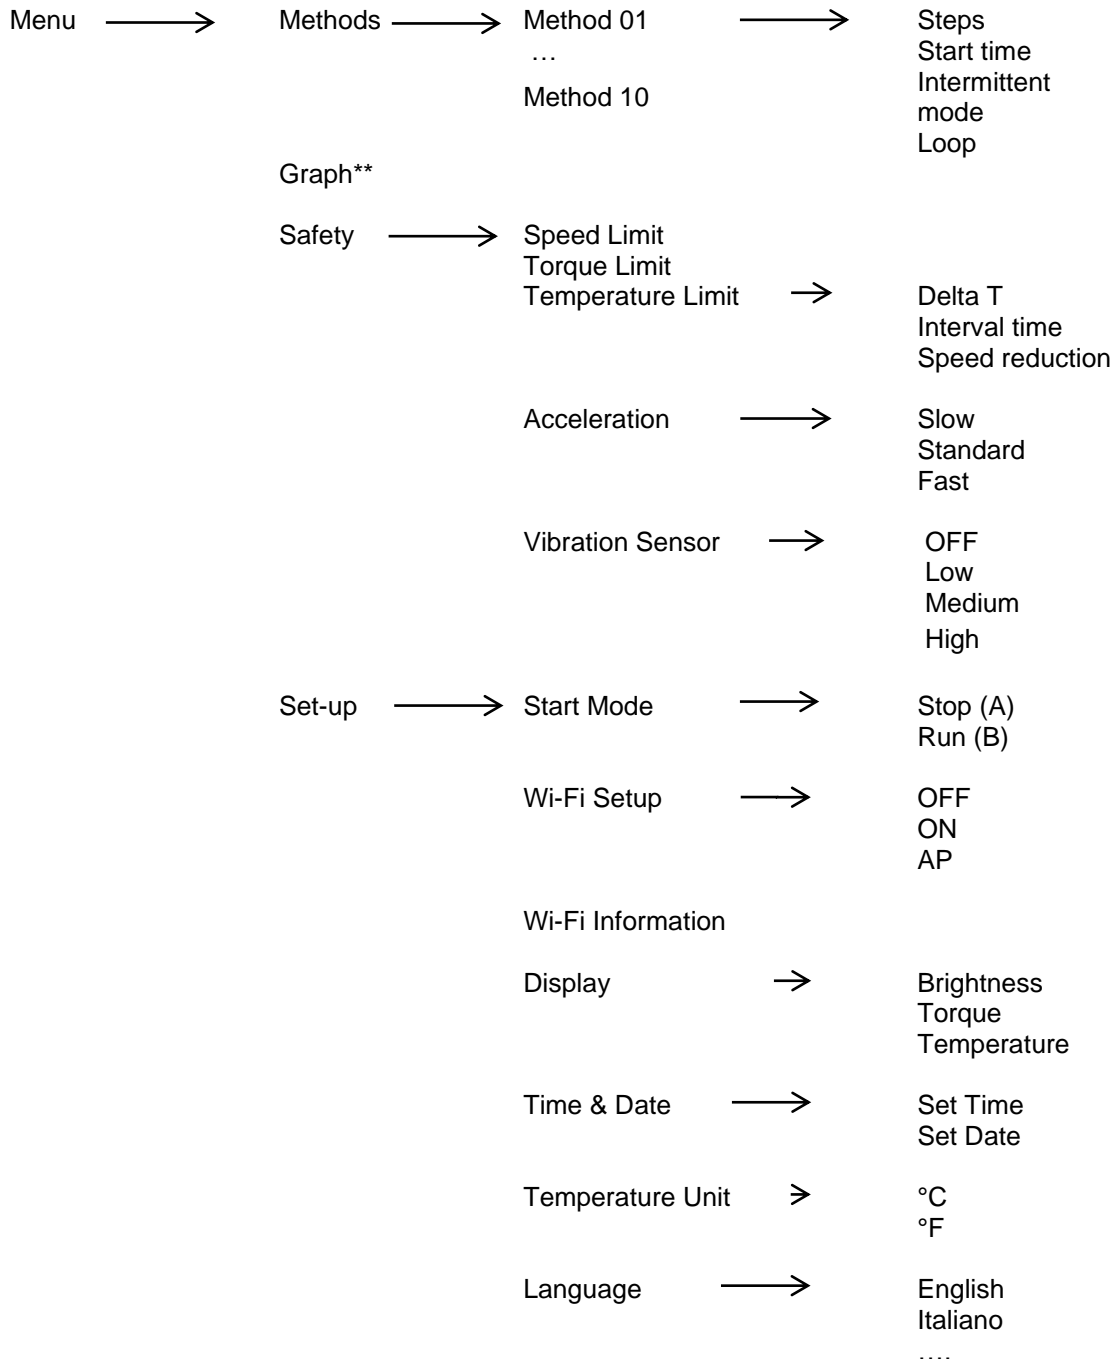 Menu Methods Method 01 Steps
Start time
…
Intermittent
Method 10
mode
Loop
Graph**
Safety Speed Limit
Torque Limit
Temperature Limit Delta T
Interval time
Speed reduction
Acceleration Slow
Standard
Fast
Vibration Sensor OFF
Low
Medium
High
Set-up Start Mode Stop (A)
Run (B)
Wi-Fi Setup OFF
ON
AP
Wi-Fi Information
Display Brightness
Torque
Temperature
Time & Date Set Time
Set Date
Temperature Unit °C
°F
Language English
Italiano
....